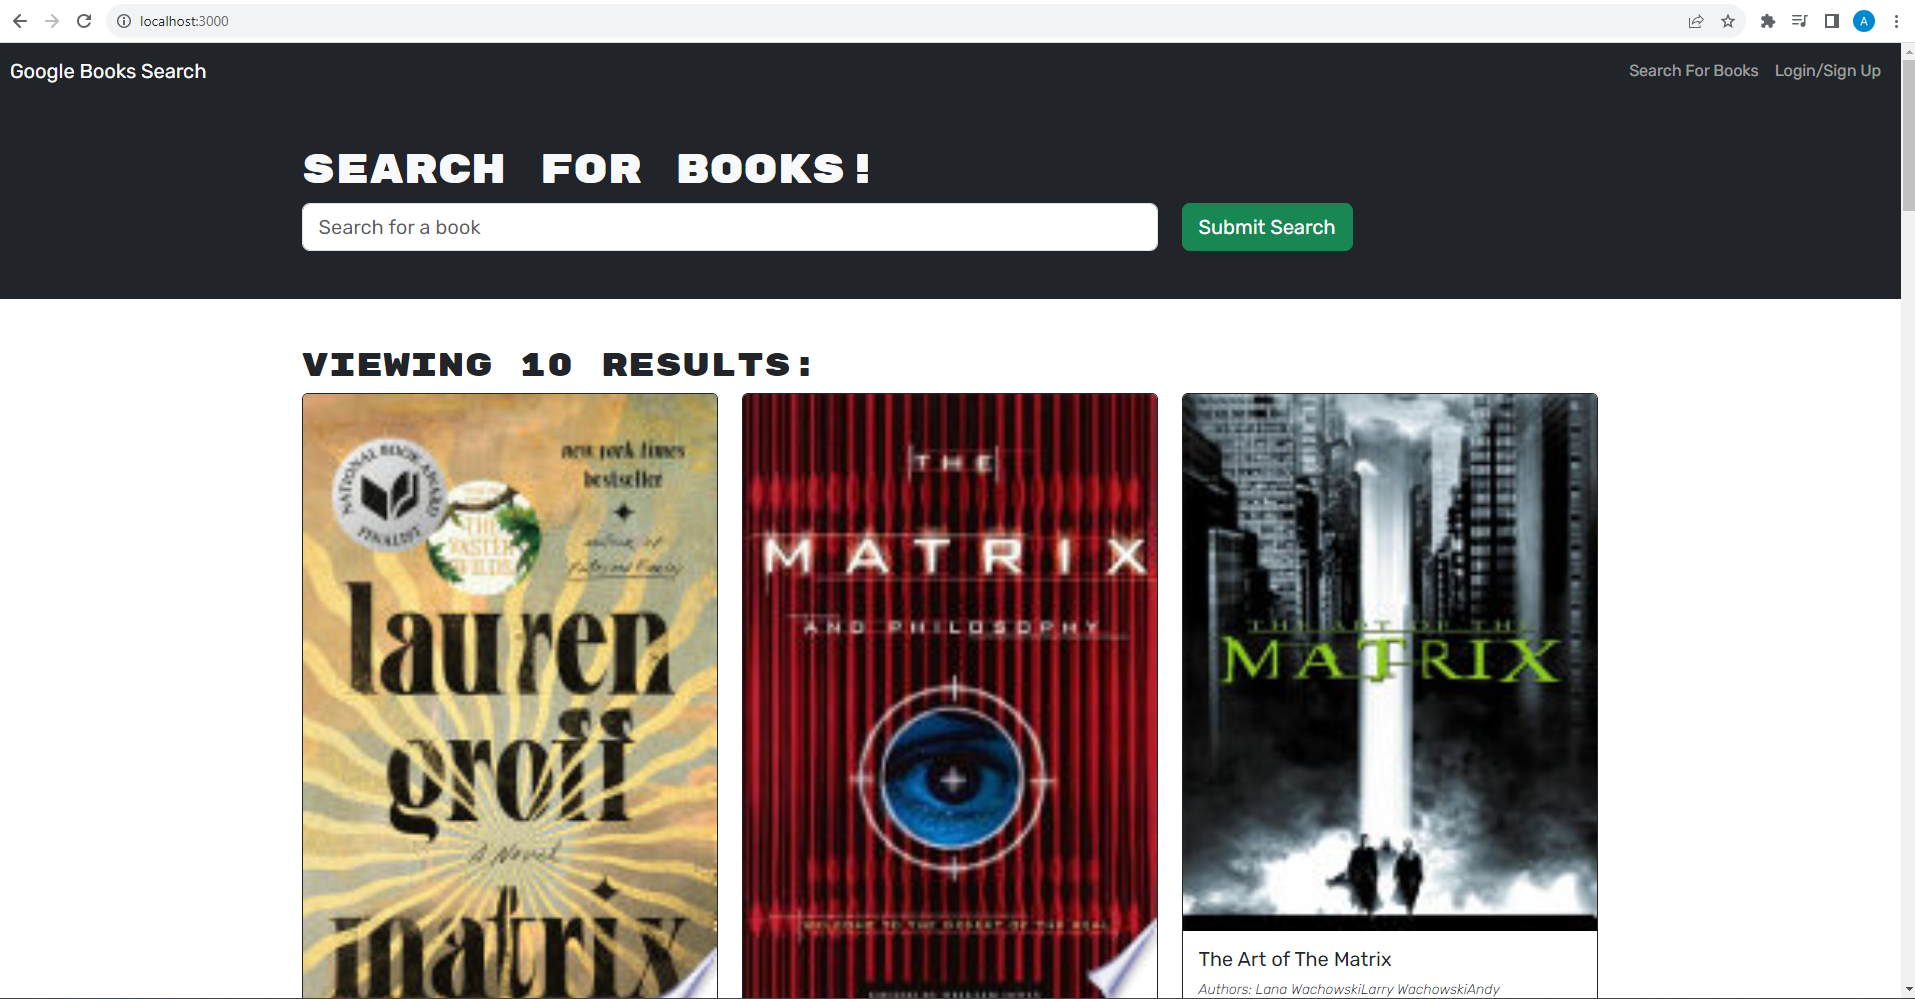 localhost:3000
A
Google Books Search
Search For Books
Login/Sign Up
SEARCH FOR BOOKS!
Search for a book
Submit Search
VIEWING 10 RESULTS:
NATIONAL BOOK AWARD
FINALIST
new york times
bestseller
THE
VASTER
WILDS
author of
Fates and Furies
lauren
groff
A Novel
matrix
THE
MATRIX
AND PHILOSOPHY
WELCOME TO THE DESERT OF THE REAL
THE ART OF THE
MATRIX
The Art of The Matrix
Authors: Lana WachowskiLarry WachowskiAndy